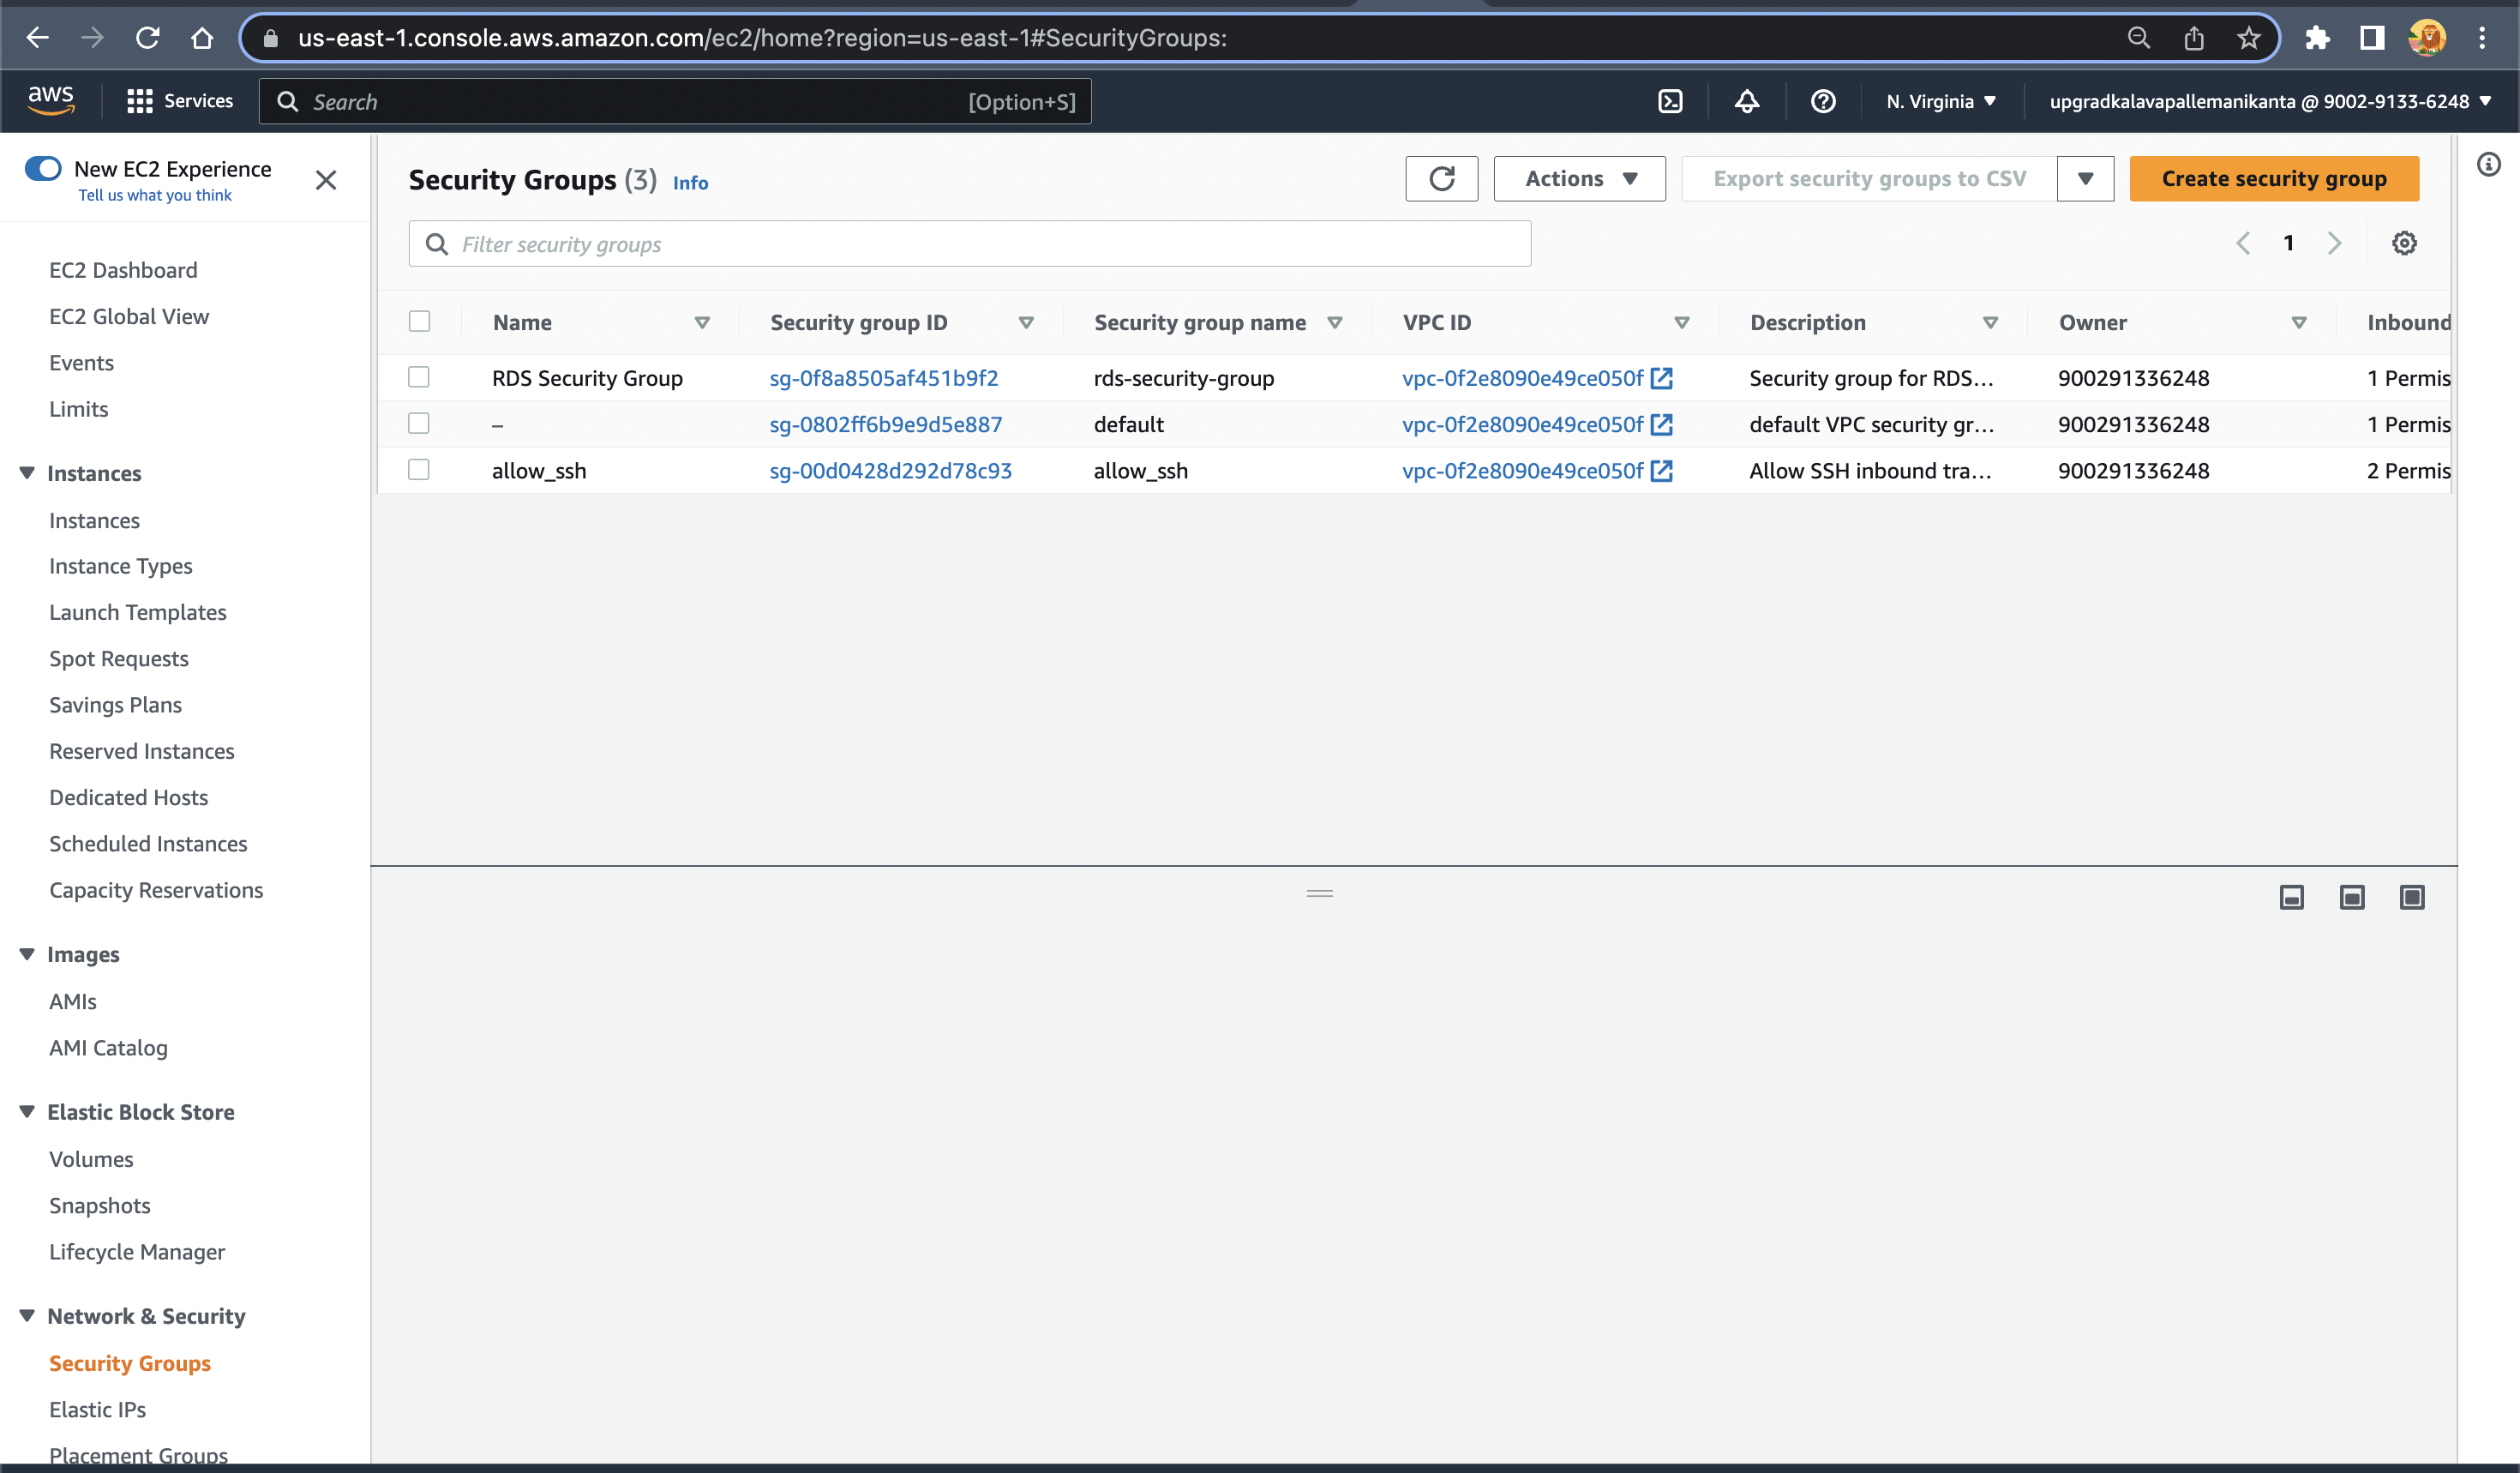 us-east-1.console.aws.amazon.com/ec2/home?region=us-east-1#SecurityGroups:
aws
Services
Search
[Option+S]
N. Virginia
upgradkalavapallemanikanta @ 9002-9133-6248
New EC2 Experience
Tell us what you think
EC2 Dashboard
EC2 Global View
Events
Limits
Instances
Instances
Instance Types
Launch Templates
Spot Requests
Savings Plans
Reserved Instances
Dedicated Hosts
Scheduled Instances
Capacity Reservations
Images
AMIs
AMI Catalog
Elastic Block Store
Volumes
Snapshots
Lifecycle Manager
Network & Security
Security Groups
Elastic IPs
Placement Groups
Security Groups (3) Info
Actions
Export security groups to CSV
Create security group
Filter security groups
1
Name Security group ID Security group name VPC ID Description Owner Inbound
RDS Security Group sg-0f8a8505af451b9f2 rds-security-group vpc-0f2e8090e49ce050f Security group for RDS... 900291336248 1 Permis
– sg-0802ff6b9e9d5e887 default vpc-0f2e8090e49ce050f default VPC security gr... 900291336248 1 Permis
allow_ssh sg-00d0428d292d78c93 allow_ssh vpc-0f2e8090e49ce050f Allow SSH inbound tra... 900291336248 2 Permis